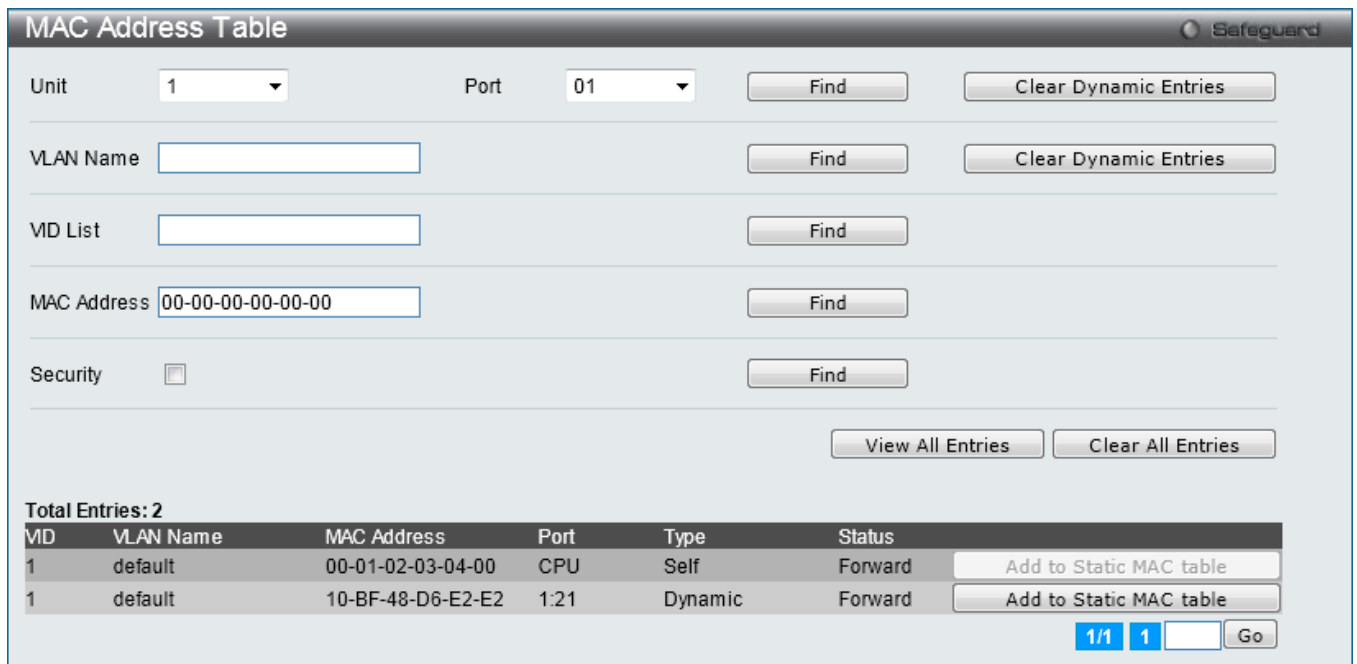 MAC Address Table Safeguard
Unit 1 Port 01 Find Clear Dynamic Entries
VLAN Name Find Clear Dynamic Entries
VID List Find
MAC Address 00-00-00-00-00-00 Find
Security Find
View All Entries Clear All Entries
Total Entries: 2
VID VLAN Name MAC Address Port Type Status
1 default 00-01-02-03-04-00 CPU Self Forward Add to Static MAC table
1 default 10-BF-48-D6-E2-E2 1:21 Dynamic Forward Add to Static MAC table
1/1 1 Go